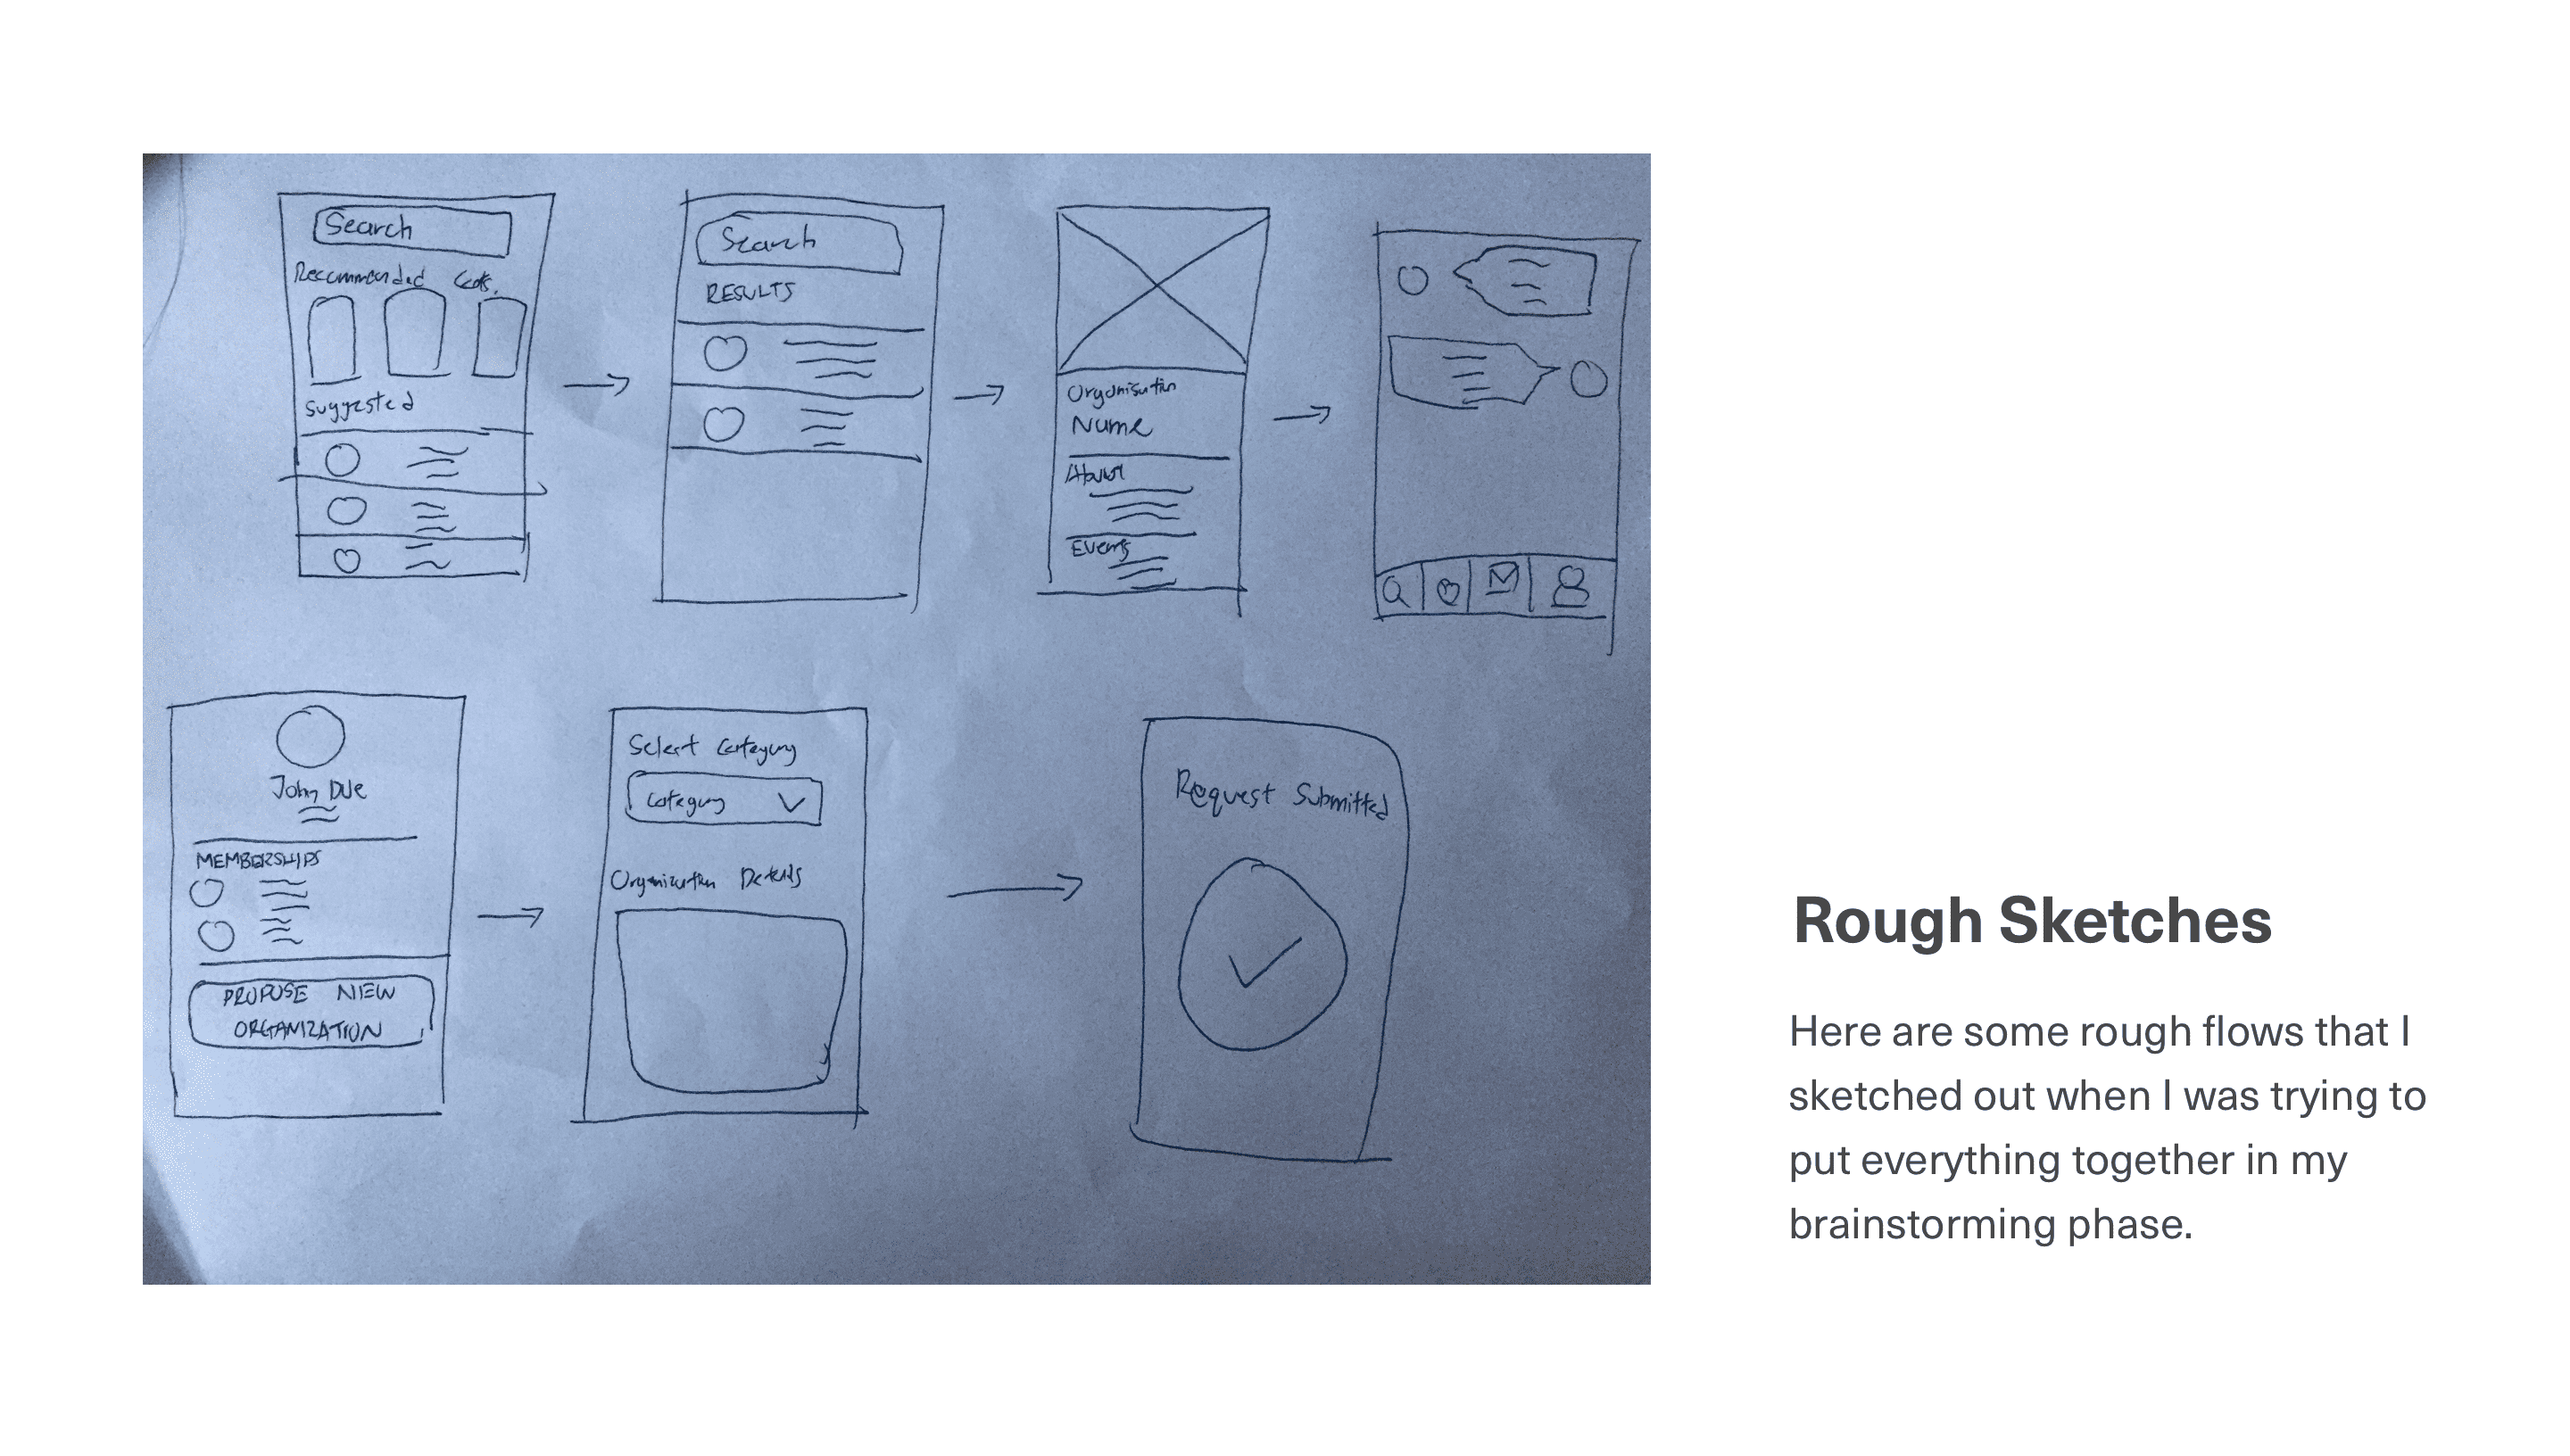 Search
Recommended Cats.
Suggested
Search
RESULTS
Organisation
Name
About
Events
John Doe
MEMBERSHIPS
PROPOSE NEW
ORGANIZATION
Select Category
Category
Organization Details
Request Submitted
Rough Sketches
Here are some rough flows that I
sketched out when I was trying to
put everything together in my
brainstorming phase.